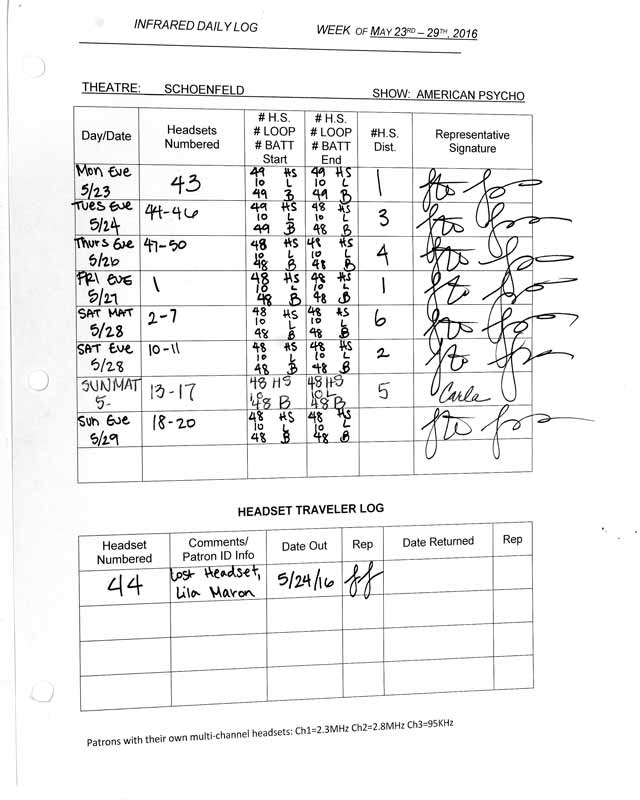 INFRARED DAILY LOG WEEK OF MAY 23RD – 29TH, 2016
THEATRE: SCHOENFELD SHOW: AMERICAN PSYCHO
Day/Date Headsets Numbered # H.S. # LOOP # BATT Start # H.S. # LOOP # BATT End #H.S. Dist. Representative Signature
Mon Eve 5/23 43 49 HS 10 L 49 B 49 HS 10 L 49 B 1
Tues Eve 5/24 44-46 49 HS 10 L 49 B 48 HS 10 L 48 B 3
Thurs Eve 5/26 47-50 48 HS 10 L 48 B 48 HS 10 L 48 B 4
FRI EVE 5/27 1 48 HS 10 L 48 B 48 HS 10 L 48 B 1
SAT MAT 5/28 2-7 48 HS 10 L 48 B 48 HS 10 L 48 B 6
SAT Eve 5/28 10-11 48 HS 10 L 48 B 48 HS 10 L 48 B 2
SUN MAT 5- 13-17 48 HS 10 48 B 48 HS 10 L 48 B 5 Carla
Sun Eve 5/29 18-20 48 HS 10 L 48 B 48 HS 10 L 48 B
HEADSET TRAVELER LOG
Headset Numbered Comments/ Patron ID Info Date Out Rep Date Returned Rep
44 Lost Headset, Lila Maron 5/24/16
Patrons with their own multi-channel headsets: Ch1=2.3MHz Ch2=2.8MHz Ch3=95KHz